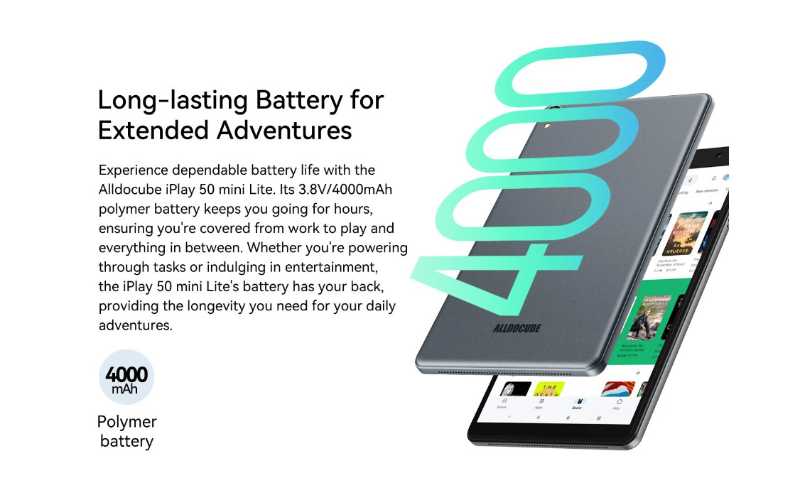 Long-lasting Battery for
Extended Adventures
Experience dependable battery life with the
Alldocube iPlay 50 mini Lite. Its 3.8V/4000mAh
polymer battery keeps you going for hours,
ensuring you're covered from work to play and
everything in between. Whether you're powering
through tasks or indulging in entertainment,
the iPlay 50 mini Lite's battery has your back,
providing the longevity you need for your daily
adventures.
4000
mAh
Polymer
battery
4000
ALLDOCUBE